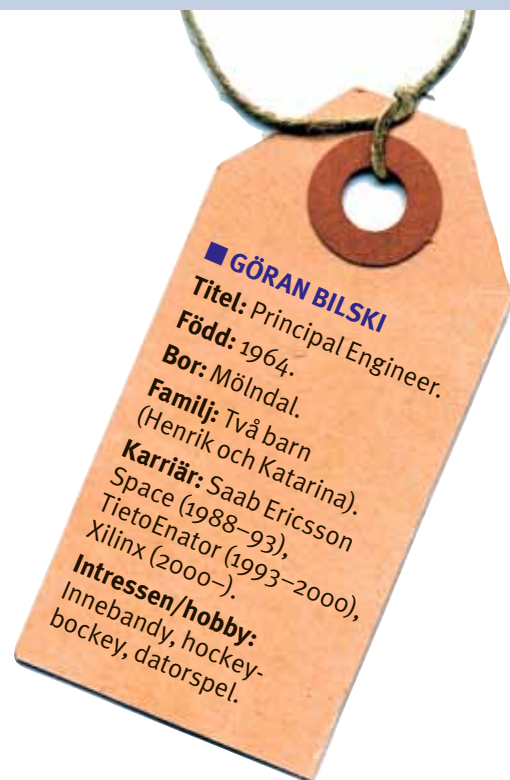 GÖRAN BILSKI
Titel: Principal Engineer.
Född: 1964.
Bor: Mölndal.
Familj: Två barn
(Henrik och Katarina).
Karriär: Saab Ericsson
Space (1988–93),
TietoEnator (1993–2000),
Xilinx (2000–).
Intressen/hobby:
Innebandy, hockey-
bockey, datorspel.